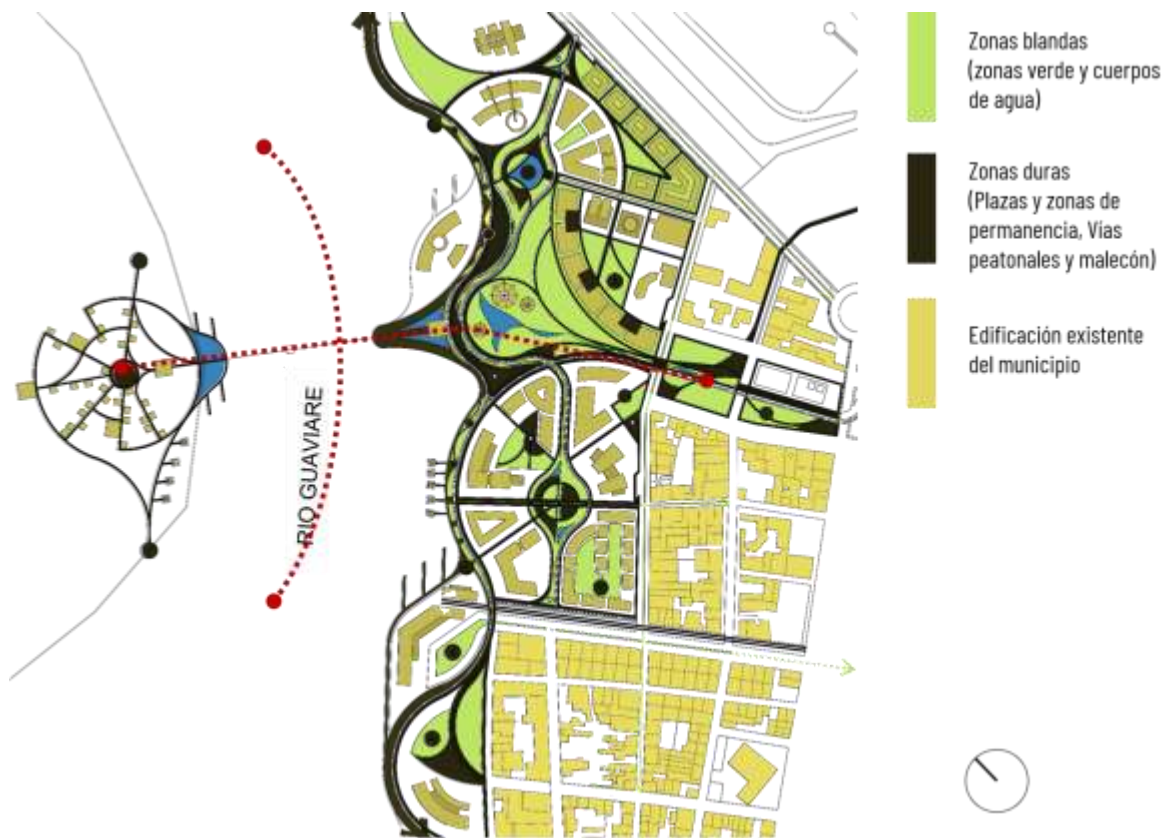 Zonas blandas
(zonas verde y cuerpos
de agua)
Zonas duras
(Plazas y zonas de
permanencia, Vías
peatonales y malecón)
Edificación existente
del municipio
RIO GUAVIARE